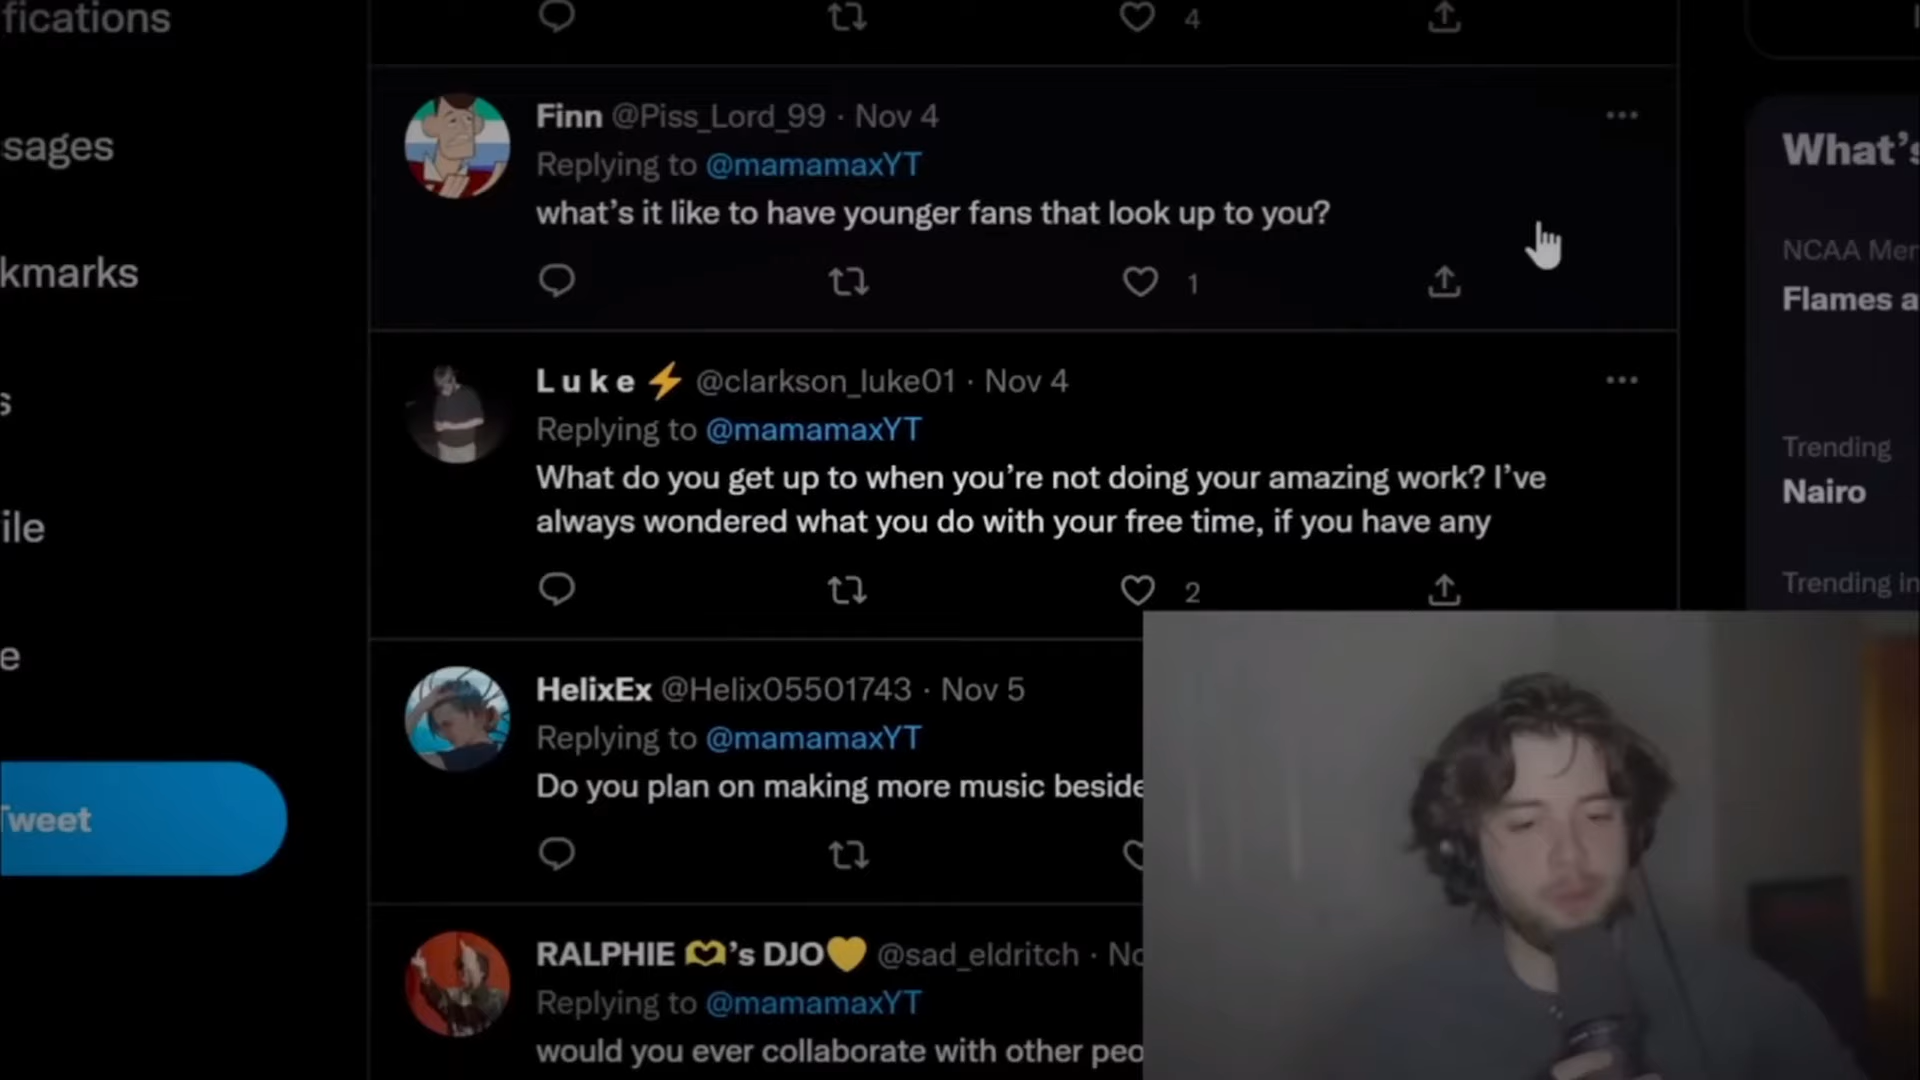 fications
4
Finn @Piss_Lord_99 · Nov 4
Replying to @mamamaxYT
what's it like to have younger fans that look up to you?
1
L u k e ⚡ @clarkson_luke01 · Nov 4
Replying to @mamamaxYT
What do you get up to when you're not doing your amazing work? I've
always wondered what you do with your free time, if you have any
2
HelixEx @Helix05501743 · Nov 5
Replying to @mamamaxYT
Do you plan on making more music beside
RALPHIE 🫶's DJO💛 @sad_eldritch · No
Replying to @mamamaxYT
would you ever collaborate with other peo
sages
kmarks
s
ile
e
Tweet
What's
NCAA Men
Flames a
Trending
Nairo
Trending in